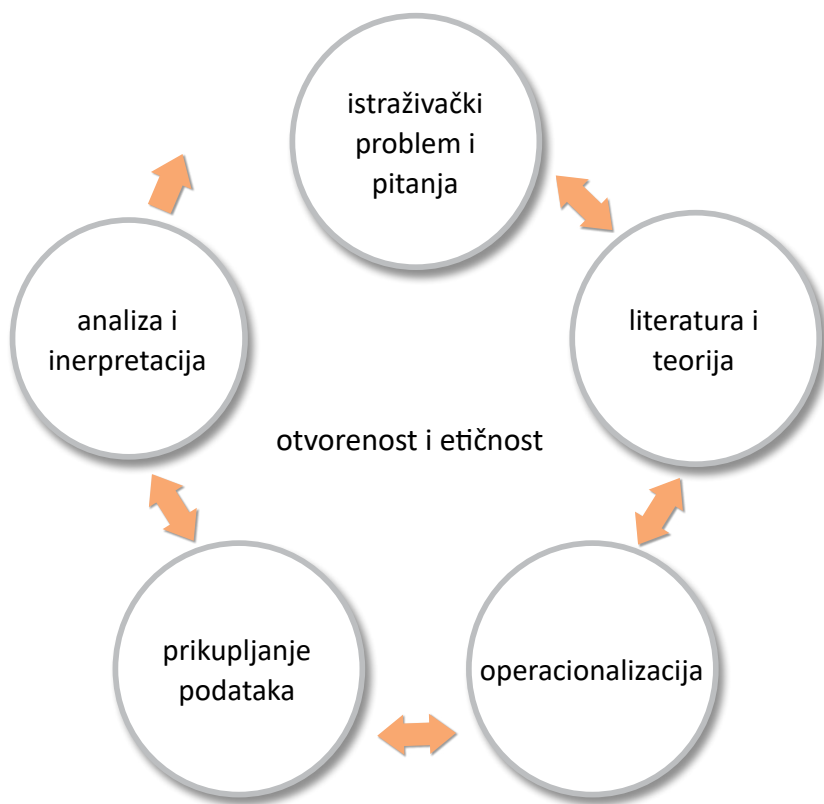 istraživački
problem i
pitanja
literatura i
teorija
operacionalizacija
prikupljanje
podataka
analiza i
inerpretacija
otvorenost i etičnost